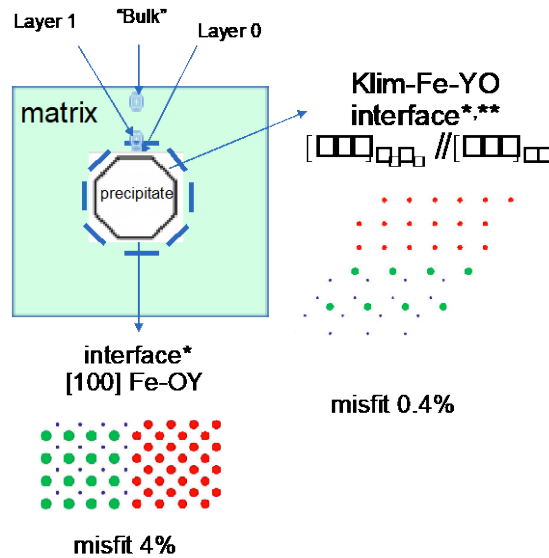 Layer 1
"Bulk"
Layer 0
matrix
precipitate
Klim-Fe-YO
interface*,**
//
interface*
[100] Fe-OY
misfit 0.4%
misfit 4%